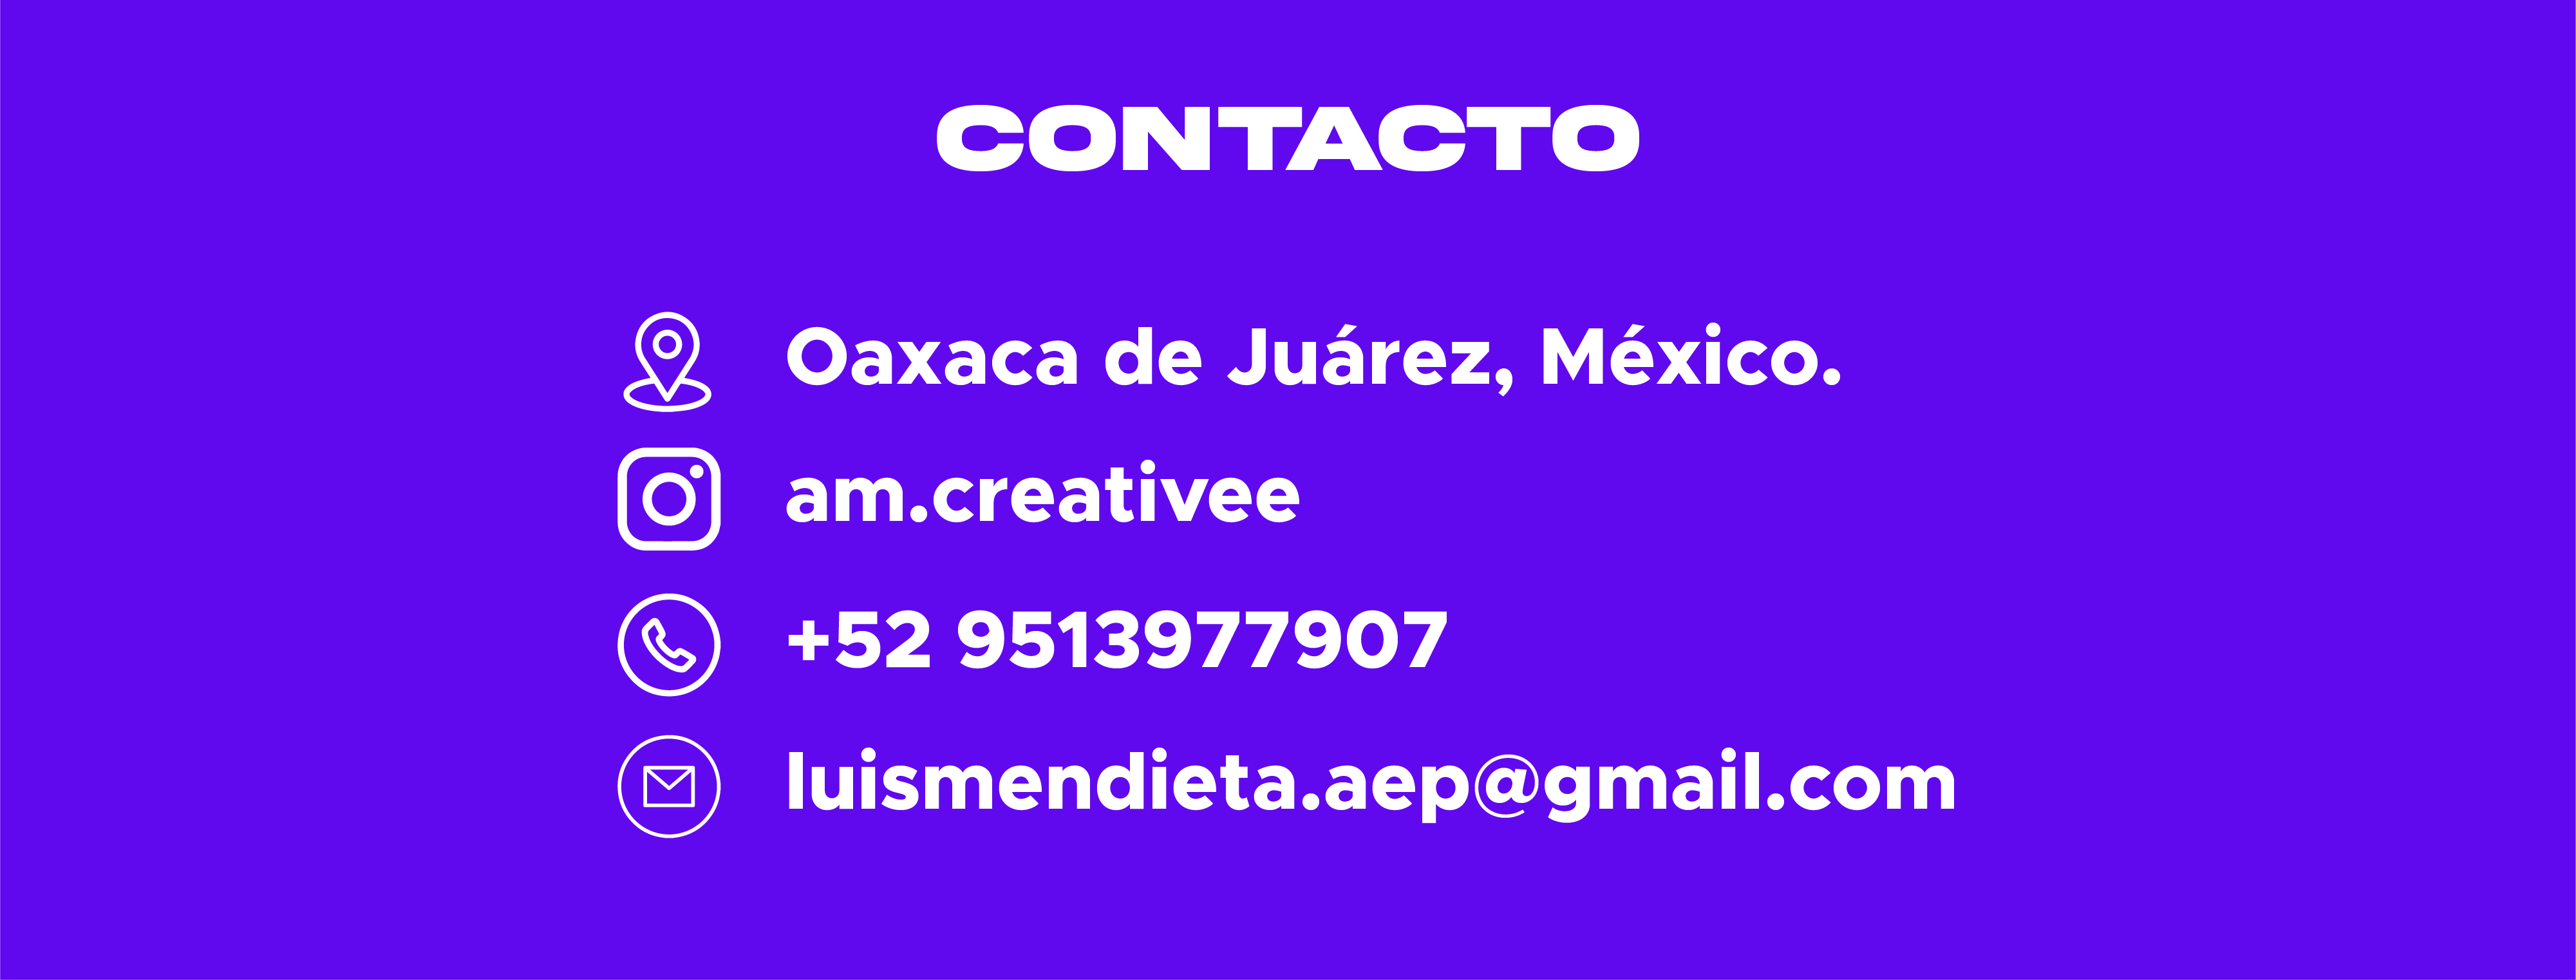 CONTACTO
Oaxaca de Juárez, México.
am.creativee
+52 9513977907
luismendieta.aep@gmail.com